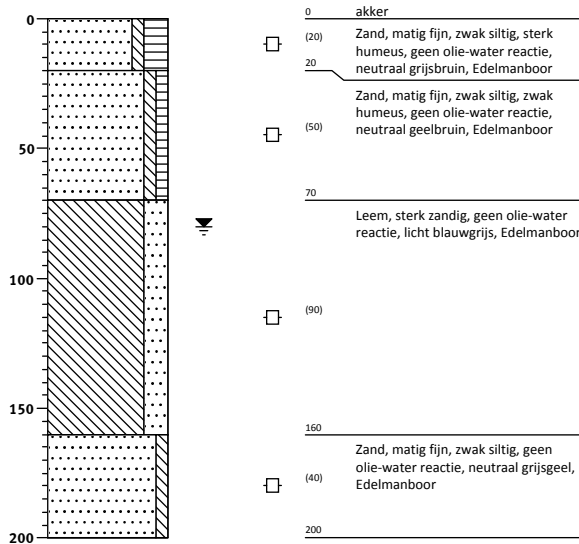 0
50
100
150
200
0 akker
(20) Zand, matig fijn, zwak siltig, sterk
humeus, geen olie-water reactie,
20 neutraal grijsbruin, Edelmanboor
Zand, matig fijn, zwak siltig, zwak
humeus, geen olie-water reactie,
(50) neutraal geelbruin, Edelmanboor
70
Leem, sterk zandig, geen olie-water
reactie, licht blauwgrijs, Edelmanboor
(90)
160
Zand, matig fijn, zwak siltig, geen
olie-water reactie, neutraal grijsgeel,
(40) Edelmanboor
200